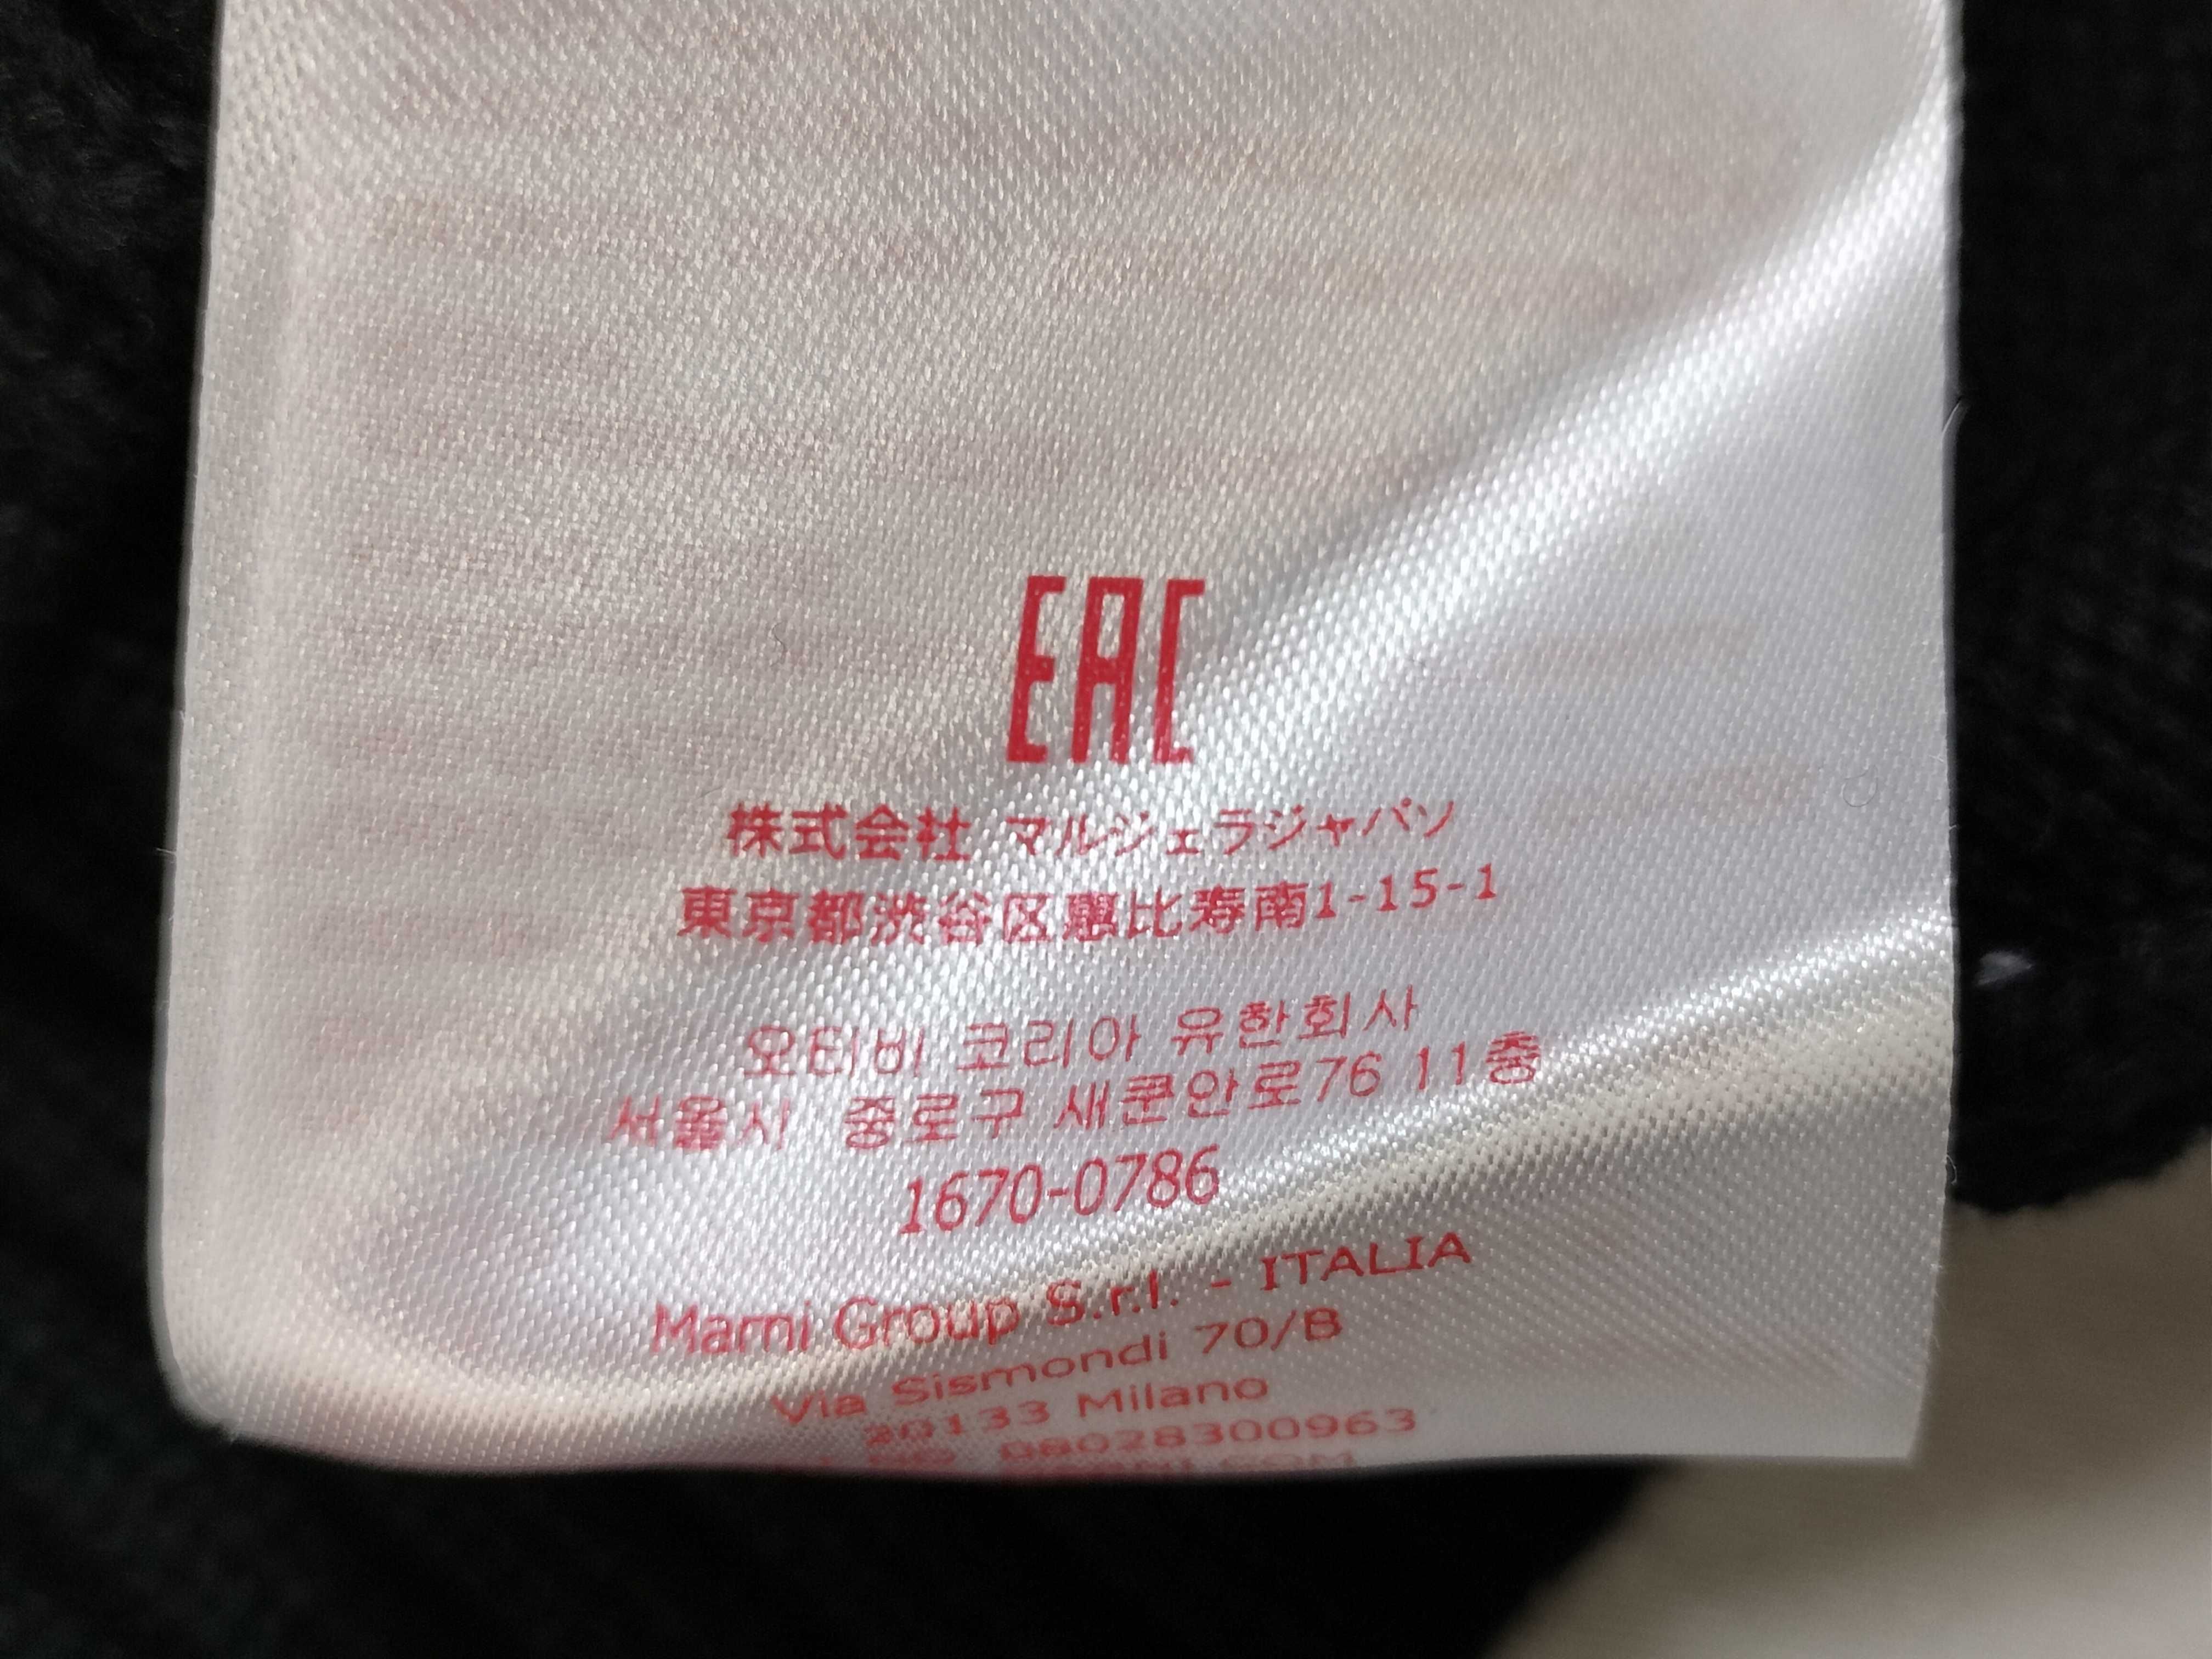 EAC
株式会社 マルジェラジャパン
東京都渋谷区恵比寿南1-15-1
오티비 코리아 유한회사
서울시 종로구 새문안로76 11층
1670-0786
Marni Group S.r.l. - ITALIA
Via Sismondi 70/B
20133 Milano
08028300963